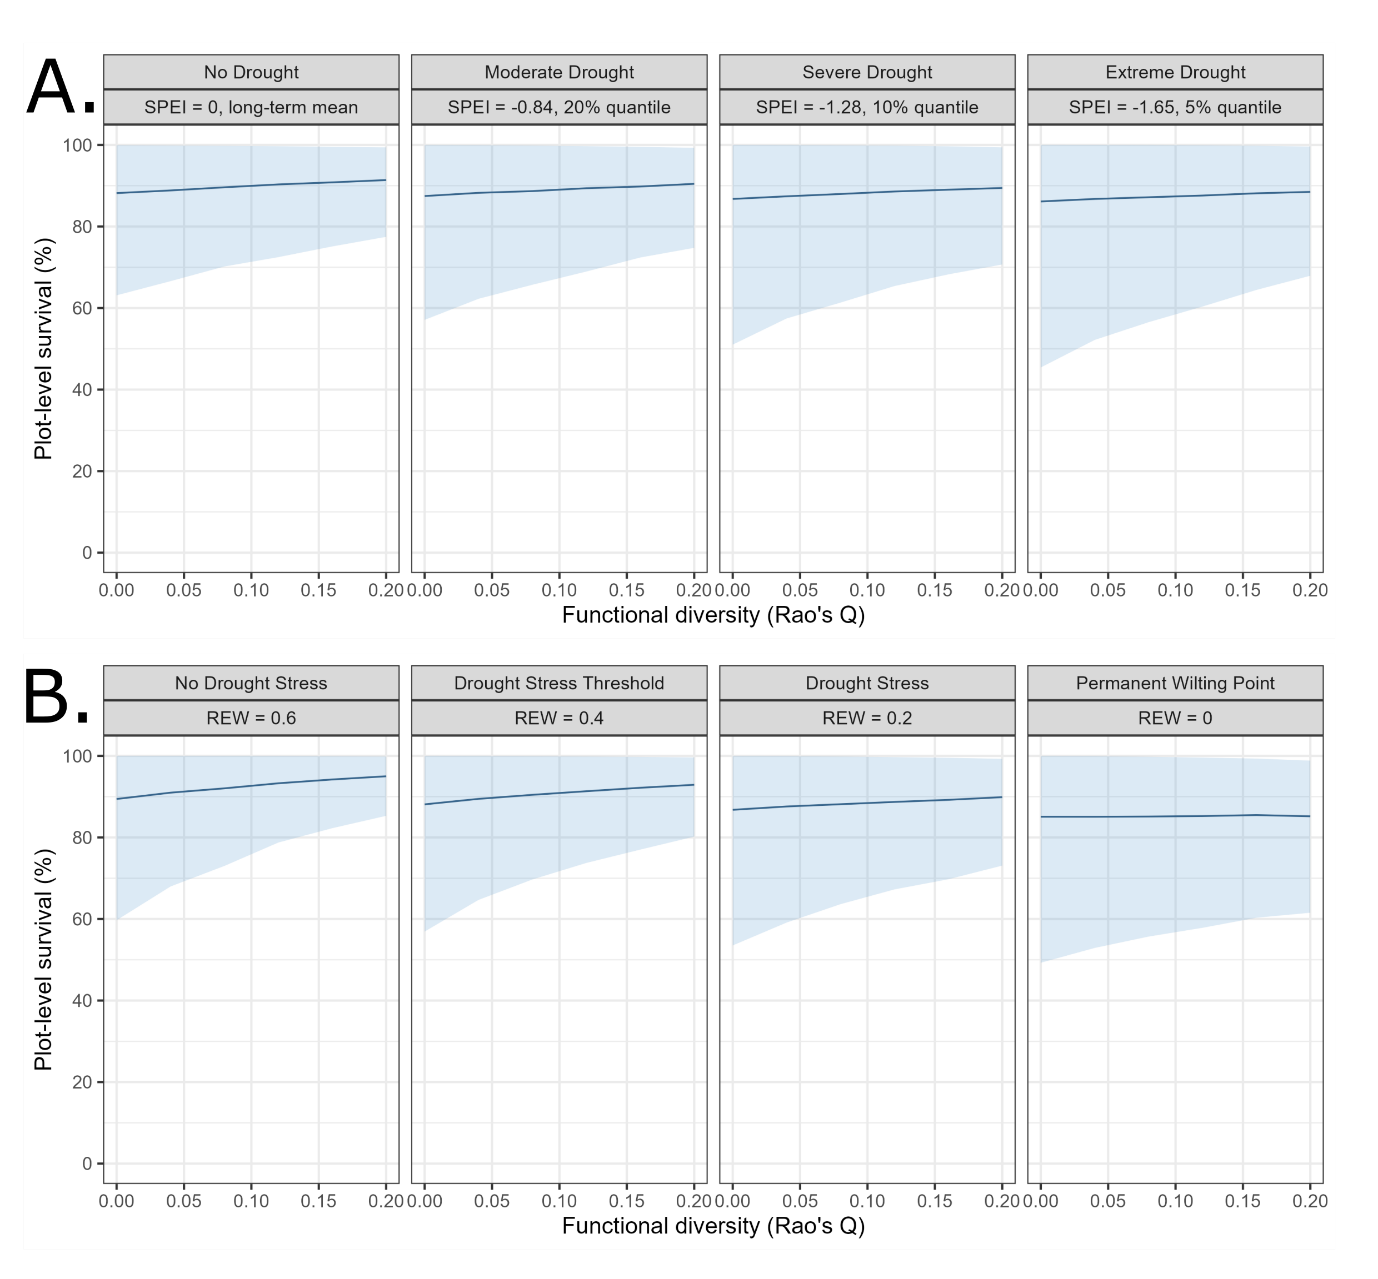 A.
No Drought
Moderate Drought
Severe Drought
Extreme Drought
SPEI = 0, long-term mean
SPEI = -0.84, 20% quantile
SPEI = -1.28, 10% quantile
SPEI = -1.65, 5% quantile
Plot-level survival (%)
100
80
60
40
20
0
0.00 0.05 0.10 0.15 0.20
0.00 0.05 0.10 0.15 0.20
0.00 0.05 0.10 0.15 0.20
0.00 0.05 0.10 0.15 0.20
Functional diversity (Rao's Q)
B.
No Drought Stress
Drought Stress Threshold
Drought Stress
Permanent Wilting Point
REW = 0.6
REW = 0.4
REW = 0.2
REW = 0
Plot-level survival (%)
100
80
60
40
20
0
0.00 0.05 0.10 0.15 0.20
0.00 0.05 0.10 0.15 0.20
0.00 0.05 0.10 0.15 0.20
0.00 0.05 0.10 0.15 0.20
Functional diversity (Rao's Q)